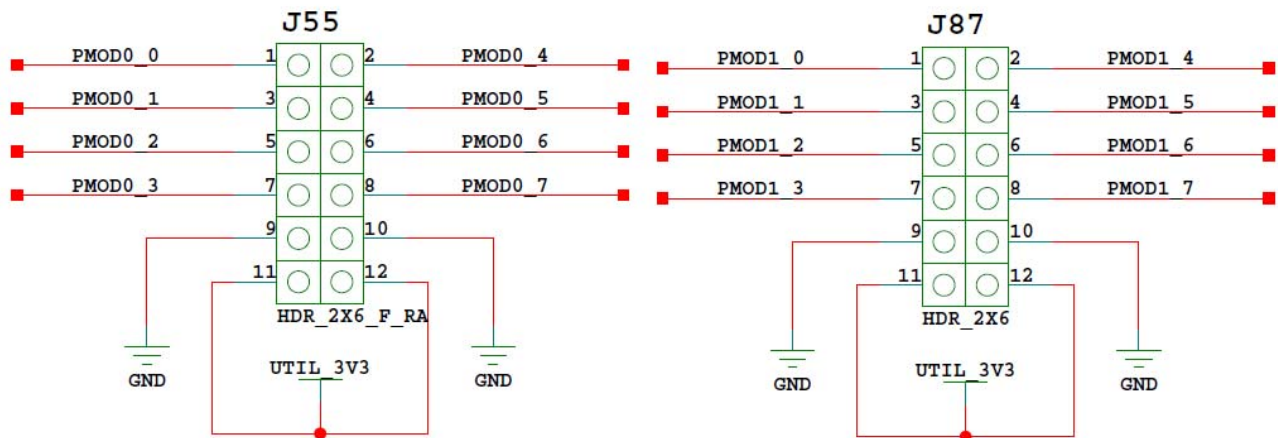 J55
PMOD0_0 1 2 PMOD0_4
PMOD0_1 3 4 PMOD0_5
PMOD0_2 5 6 PMOD0_6
PMOD0_3 7 8 PMOD0_7
9 10
11 12
HDR_2X6_F_RA
UTIL_3V3
GND GND
J87
PMOD1_0 1 2 PMOD1_4
PMOD1_1 3 4 PMOD1_5
PMOD1_2 5 6 PMOD1_6
PMOD1_3 7 8 PMOD1_7
9 10
11 12
HDR_2X6
UTIL_3V3
GND GND